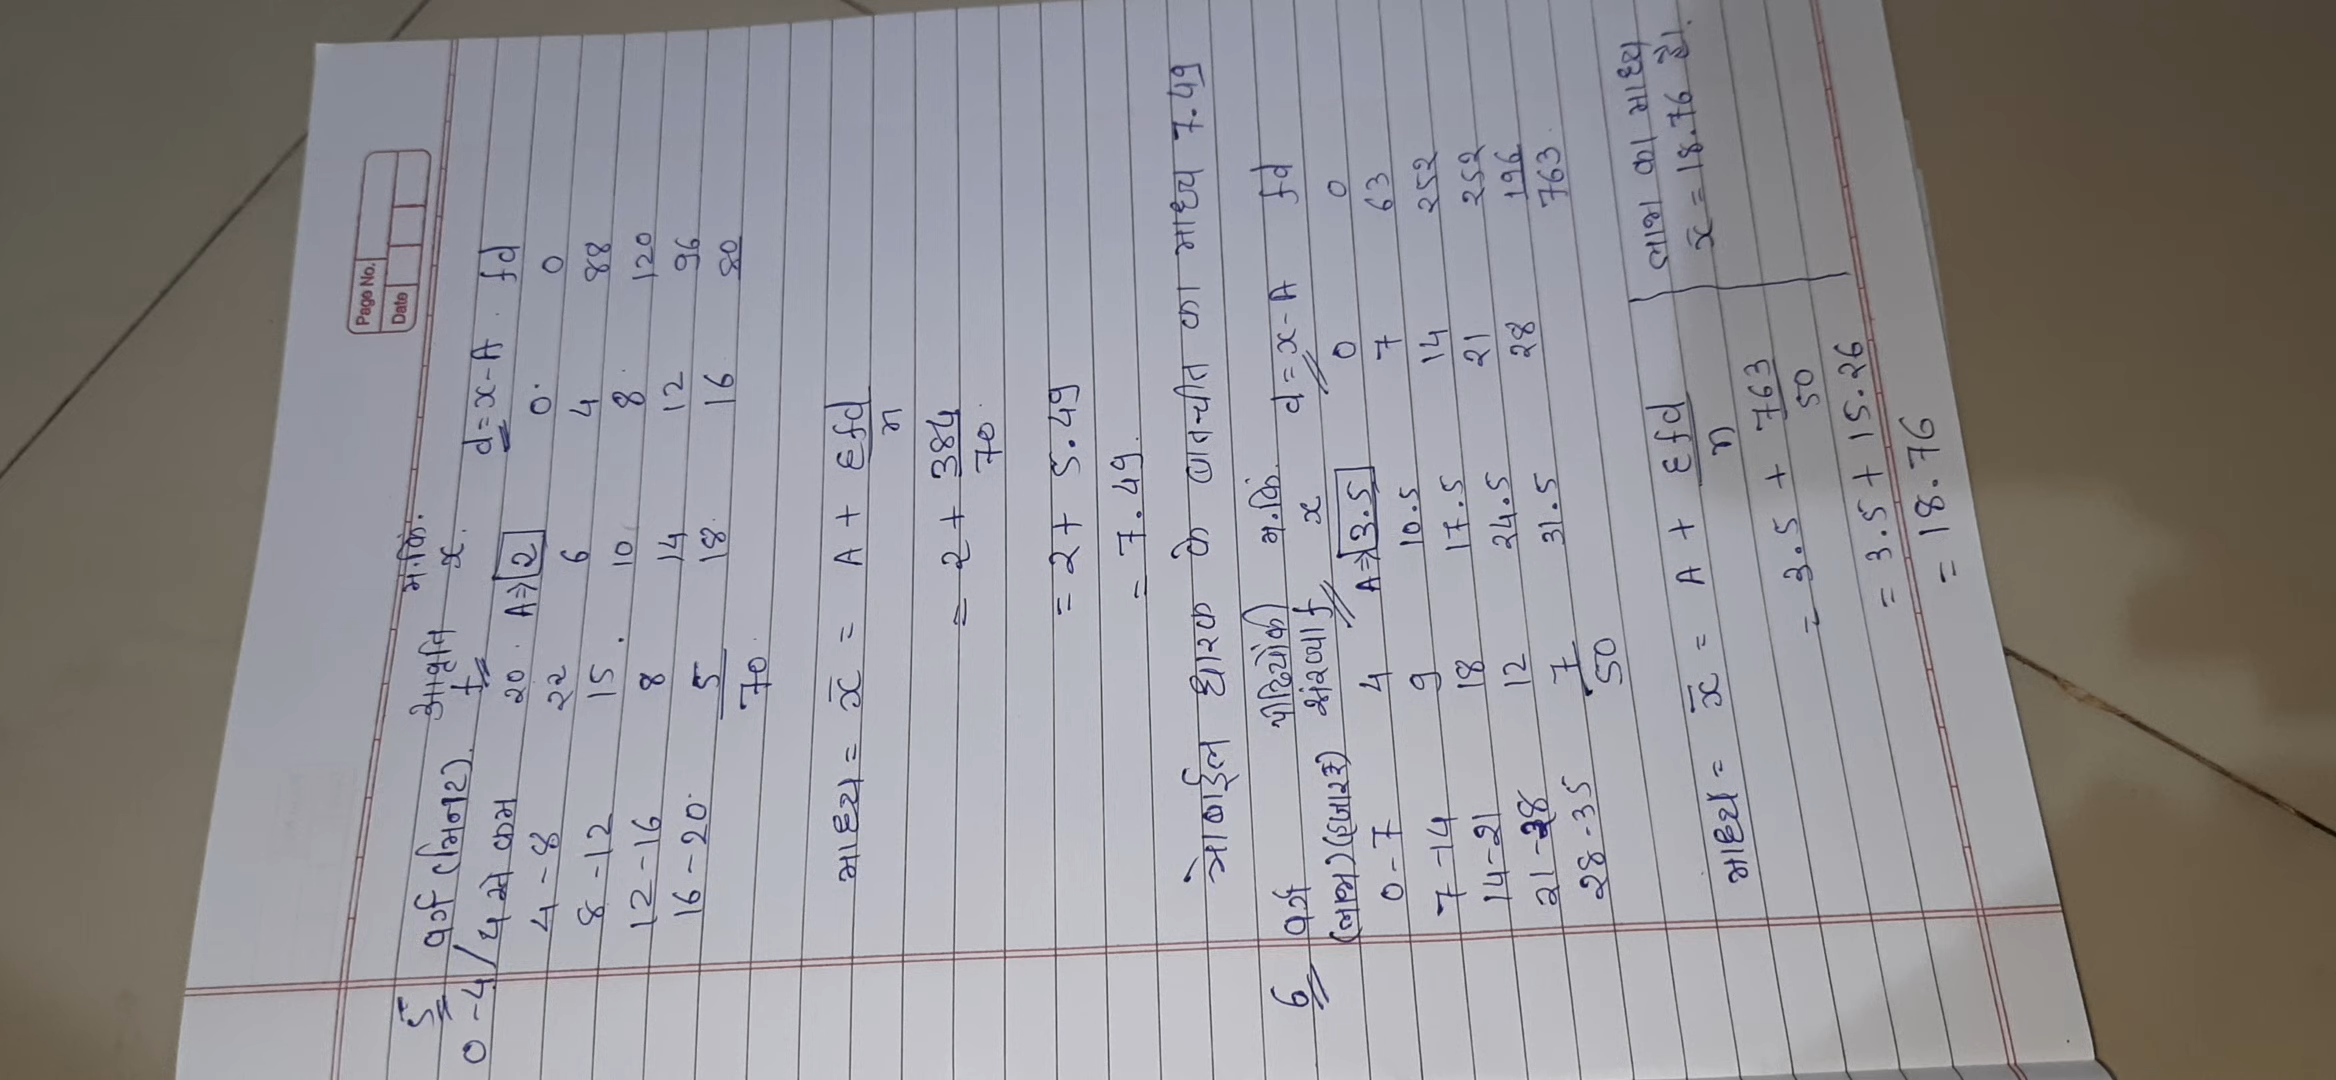 Page No.
Date
5 वर्ग (मिनट) आवृत्ति f म.किं. x d=x-A fd
0-4/4 से कम 20 A⇒2 0 0
4-8 22 6 4 88
8-12 15 10 8 120
12-16 8 14 12 96
16-20 5 18 16 80
70
माध्य = x̄ = A + Σfd/n
= 2 + 384/70
= 2+ 5.49
= 7.49
मोबाईल धारक के बातचीत का माध्य 7.49
6 वर्ग म.किं. d=x-A fd
(लाभ) (हजार में) संख्या f x
0-7 4 A⇒3.5 0 0
7-14 9 10.5 7 63
14-21 18 17.5 14 252
21-28 12 24.5 21 252
28-35 7 31.5 28 196
50 763
माध्य = x̄ = A + Σfd/n
= 3.5 + 763/50
= 3.5 + 15.26
= 18.76
लाभ का माध्य
x̄ = 18.76 है।